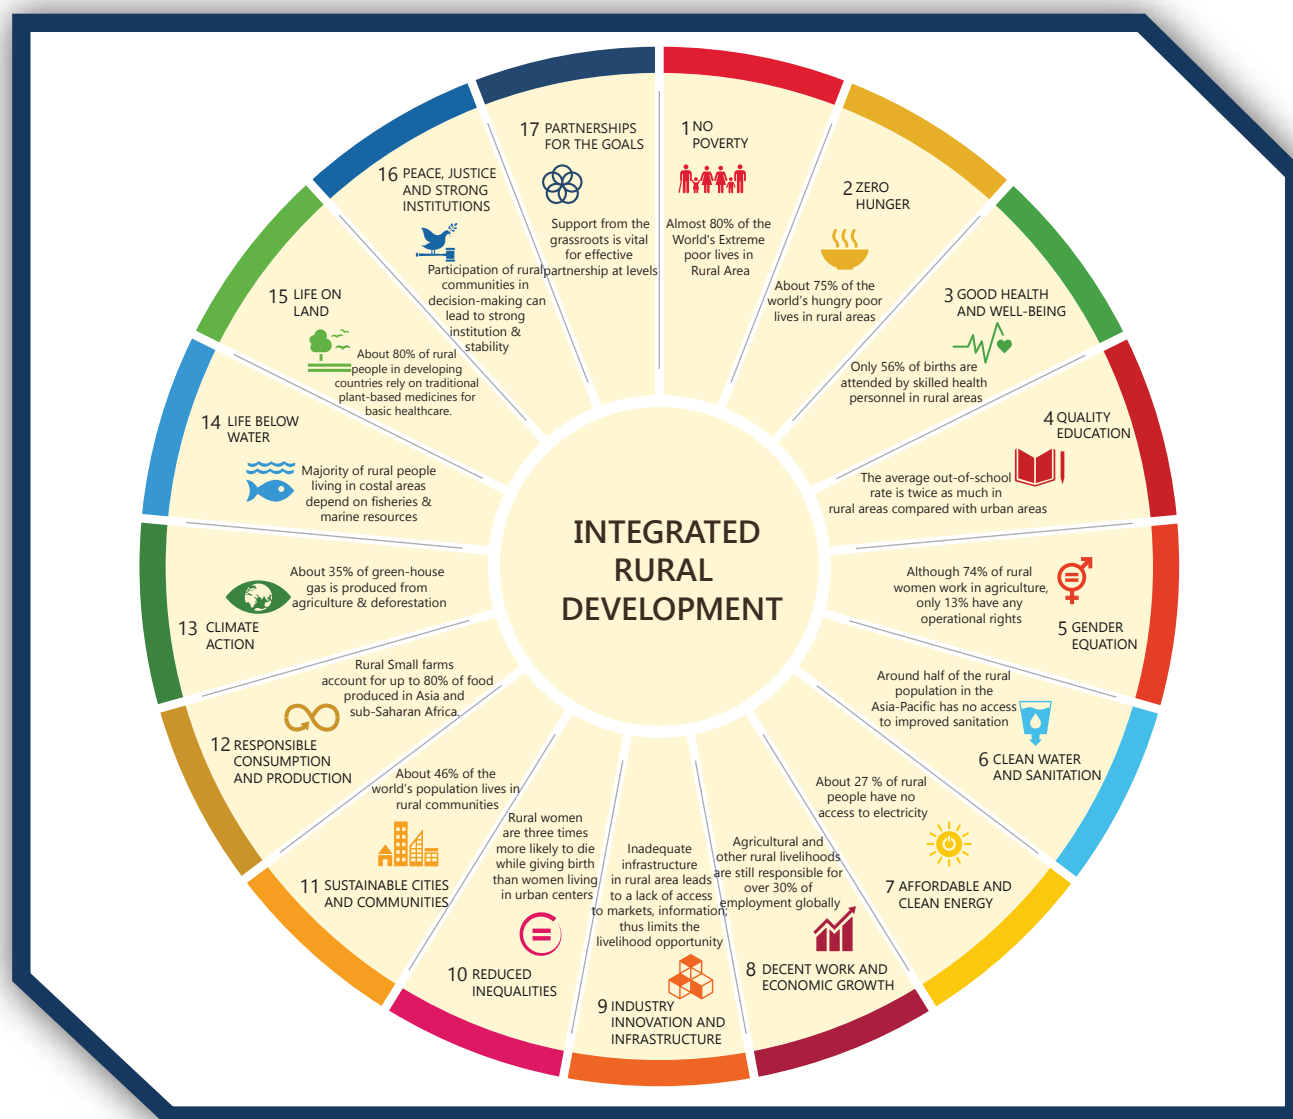 INTEGRATED
RURAL
DEVELOPMENT
1 NO
POVERTY
Almost 80% of the
World's Extreme
poor lives in
Rural Area
2 ZERO
HUNGER
About 75% of the
world's hungry poor
lives in rural areas
3 GOOD HEALTH
AND WELL-BEING
Only 56% of births are
attended by skilled health
personnel in rural areas
4 QUALITY
EDUCATION
The average out-of-school
rate is twice as much in
rural areas compared with urban areas
Although 74% of rural
women work in agriculture,
only 13% have any
operational rights
5 GENDER
EQUATION
Around half of the rural
population in the
Asia-Pacific has no access
to improved sanitation
6 CLEAN WATER
AND SANITATION
About 27 % of rural
people have no
access to electricity
7 AFFORDABLE AND
CLEAN ENERGY
Agricultural and
other rural livelihoods
are still responsible for
over 30% of
employment globally
8 DECENT WORK AND
ECONOMIC GROWTH
Inadequate
infrastructure
in rural area leads
to a lack of access
to markets, information;
thus limits the
livelihood opportunity
9 INDUSTRY
INNOVATION AND
INFRASTRUCTURE
Rural women
are three times
more likely to die
while giving birth
than women living
in urban centers
10 REDUCED
INEQUALITIES
About 46% of the
world's population lives in
rural communities
11 SUSTAINABLE CITIES
AND COMMUNITIES
Rural Small farms
account for up to 80% of food
produced in Asia and
sub-Saharan Africa.
12 RESPONSIBLE
CONSUMPTION
AND PRODUCTION
About 35% of green-house
gas is produced from
agriculture & deforestation
13 CLIMATE
ACTION
14 LIFE BELOW
WATER
Majority of rural people
living in costal areas
depend on fisheries &
marine resources
15 LIFE ON
LAND
About 80% of rural
people in developing
countries rely on traditional
plant-based medicines for
basic healthcare.
16 PEACE, JUSTICE
AND STRONG
INSTITUTIONS
Participation of rural
communities in
decision-making can
lead to strong
institution &
stability
17 PARTNERSHIPS
FOR THE GOALS
Support from the
grassroots is vital
for effective
partnership at levels